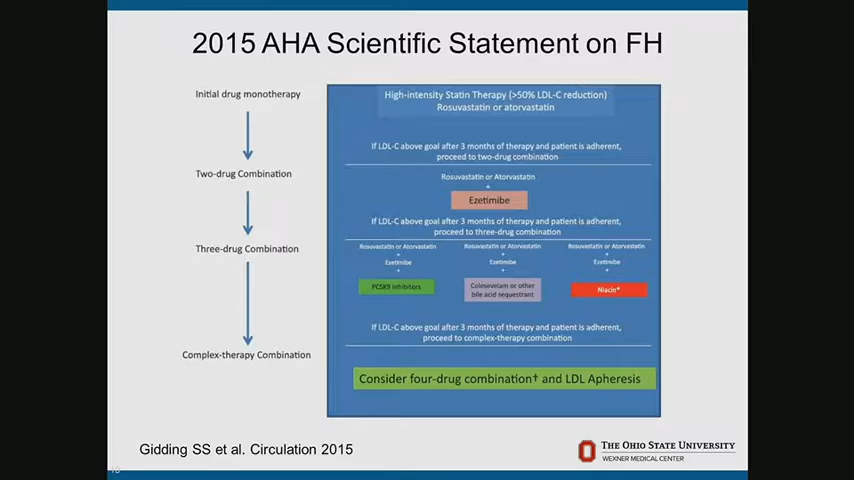 2015 AHA Scientific Statement on FH
Initial drug monotherapy
High-intensity Statin Therapy (>50% LDL-C reduction)
Rosuvastatin or atorvastatin
If LDL-C above goal after 3 months of therapy and patient is adherent,
proceed to two-drug combination
Two-drug Combination
Rosuvastatin or Atorvastatin
+
Ezetimibe
If LDL-C above goal after 3 months of therapy and patient is adherent,
proceed to three-drug combination
Three-drug Combination
Rosuvastatin or Atorvastatin
+
Ezetimibe
+
PCSK9 Inhibitors
Rosuvastatin or Atorvastatin
+
Ezetimibe
+
Colesevelam or other
bile acid sequestrant
Rosuvastatin or Atorvastatin
+
Ezetimibe
+
Niacin*
If LDL-C above goal after 3 months of therapy and patient is adherent,
proceed to complex-therapy combination
Complex-therapy Combination
Consider four-drug combination† and LDL Apheresis
Gidding SS et al. Circulation 2015
THE OHIO STATE UNIVERSITY
WEXNER MEDICAL CENTER